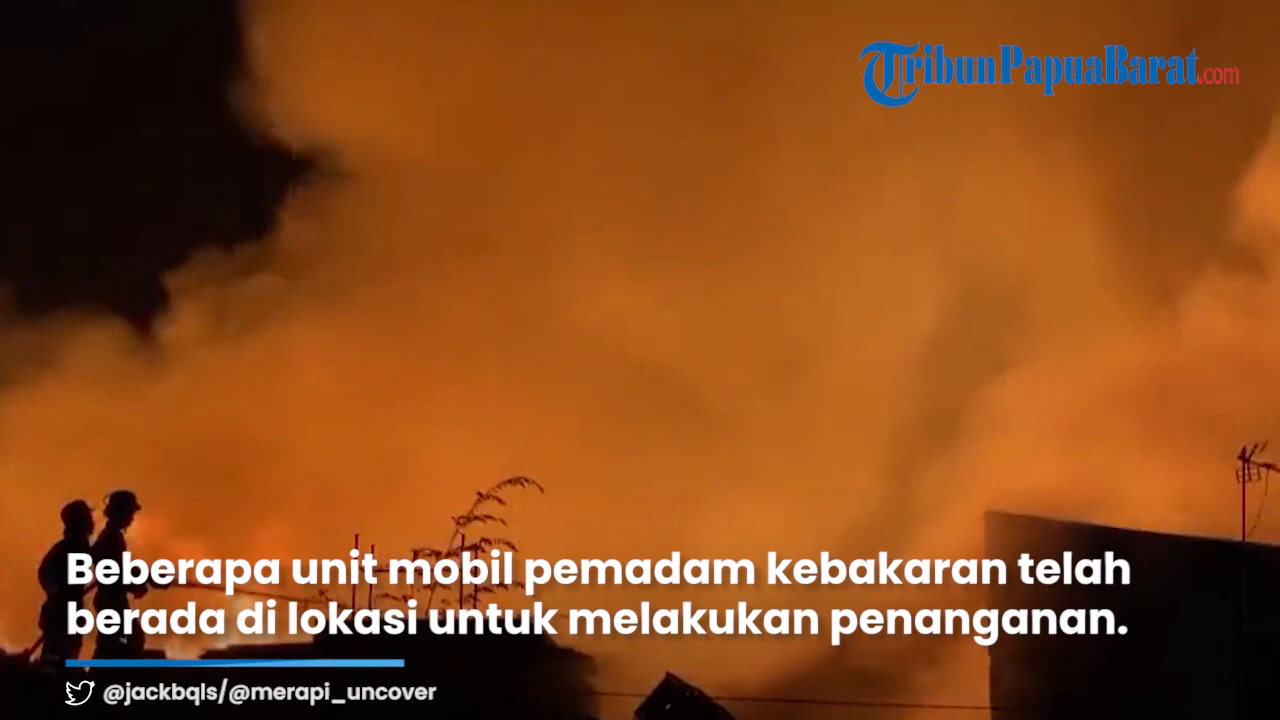 TribunPapuaBarat.com
Beberapa unit mobil pemadam kebakaran telah
berada di lokasi untuk melakukan penanganan.
@jackbqls/@merapi_uncover